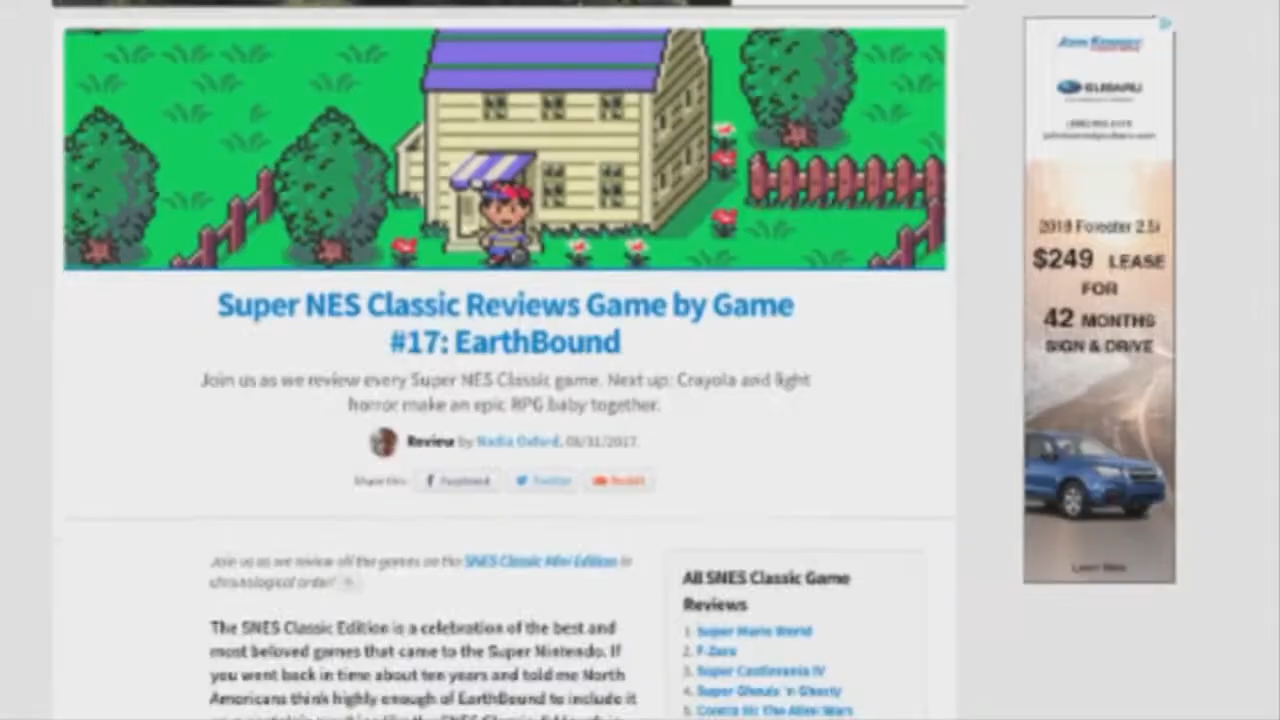 Super NES Classic Reviews Game by Game
#17: EarthBound
Join us as we review every Super NES Classic game. Next up: Crayola and light
horror make an epic RPG baby together.
Review by Nadia Oxford, 08/31/2017.
Share this: Facebook Twitter Reddit
Join us as we review all the games on the SNES Classic Mini Edition in
chronological order!
The SNES Classic Edition is a celebration of the best and
most beloved games that came to the Super Nintendo. If
you went back in time about ten years and told me North
Americans think highly enough of EarthBound to include it
All SNES Classic Game
Reviews
1. Super Mario World
2. F-Zero
3. Super Castlevania IV
4. Super Ghouls 'n Ghosts
5. Contra III: The Alien Wars
SUBARU
2018 Forester 2.5i
$249 LEASE
FOR
42 MONTHS
SIGN & DRIVE
Learn More